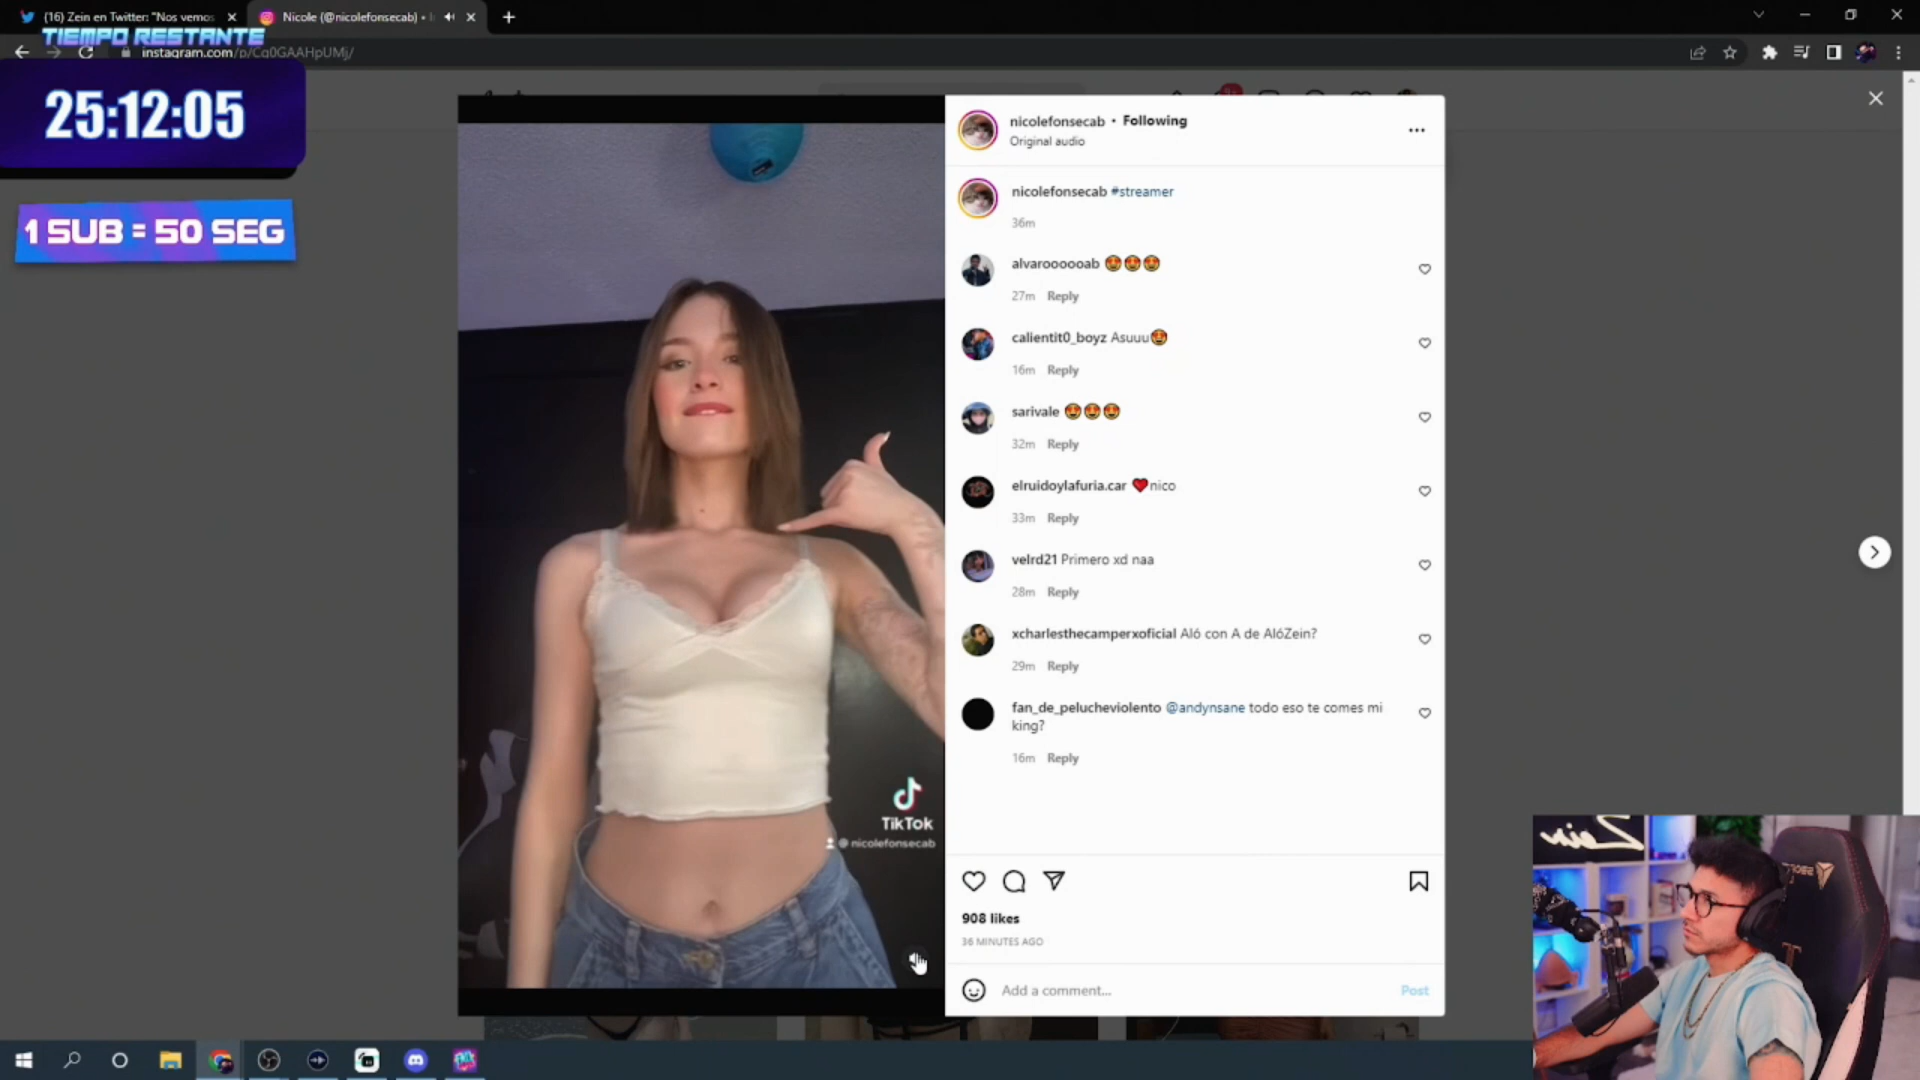 (16) Zein en Twitter: "Nos vemos
Nicole (@nicolefonsecab) •
TIEMPO RESTANTE
instagram.com/p/Cq0GAAHpUMj/
25:12:05
1 SUB = 50 SEG
nicolefonsecab • Following
Original audio
nicolefonsecab #streamer
36m
alvaroooooab 😍😍😍
27m Reply
calientit0_boyz Asuuu😍
16m Reply
sarivale 😍😍😍
32m Reply
elruidoylafuria.car ❤️nico
33m Reply
velrd21 Primero xd naa
28m Reply
xcharlesthecamperxoficial Aló con A de AlóZein?
29m Reply
fan_de_pelucheviolento @andynsane todo eso te comes mi
king?
16m Reply
TikTok
@nicolefonsecab
908 likes
36 MINUTES AGO
Add a comment...
Post
Zein